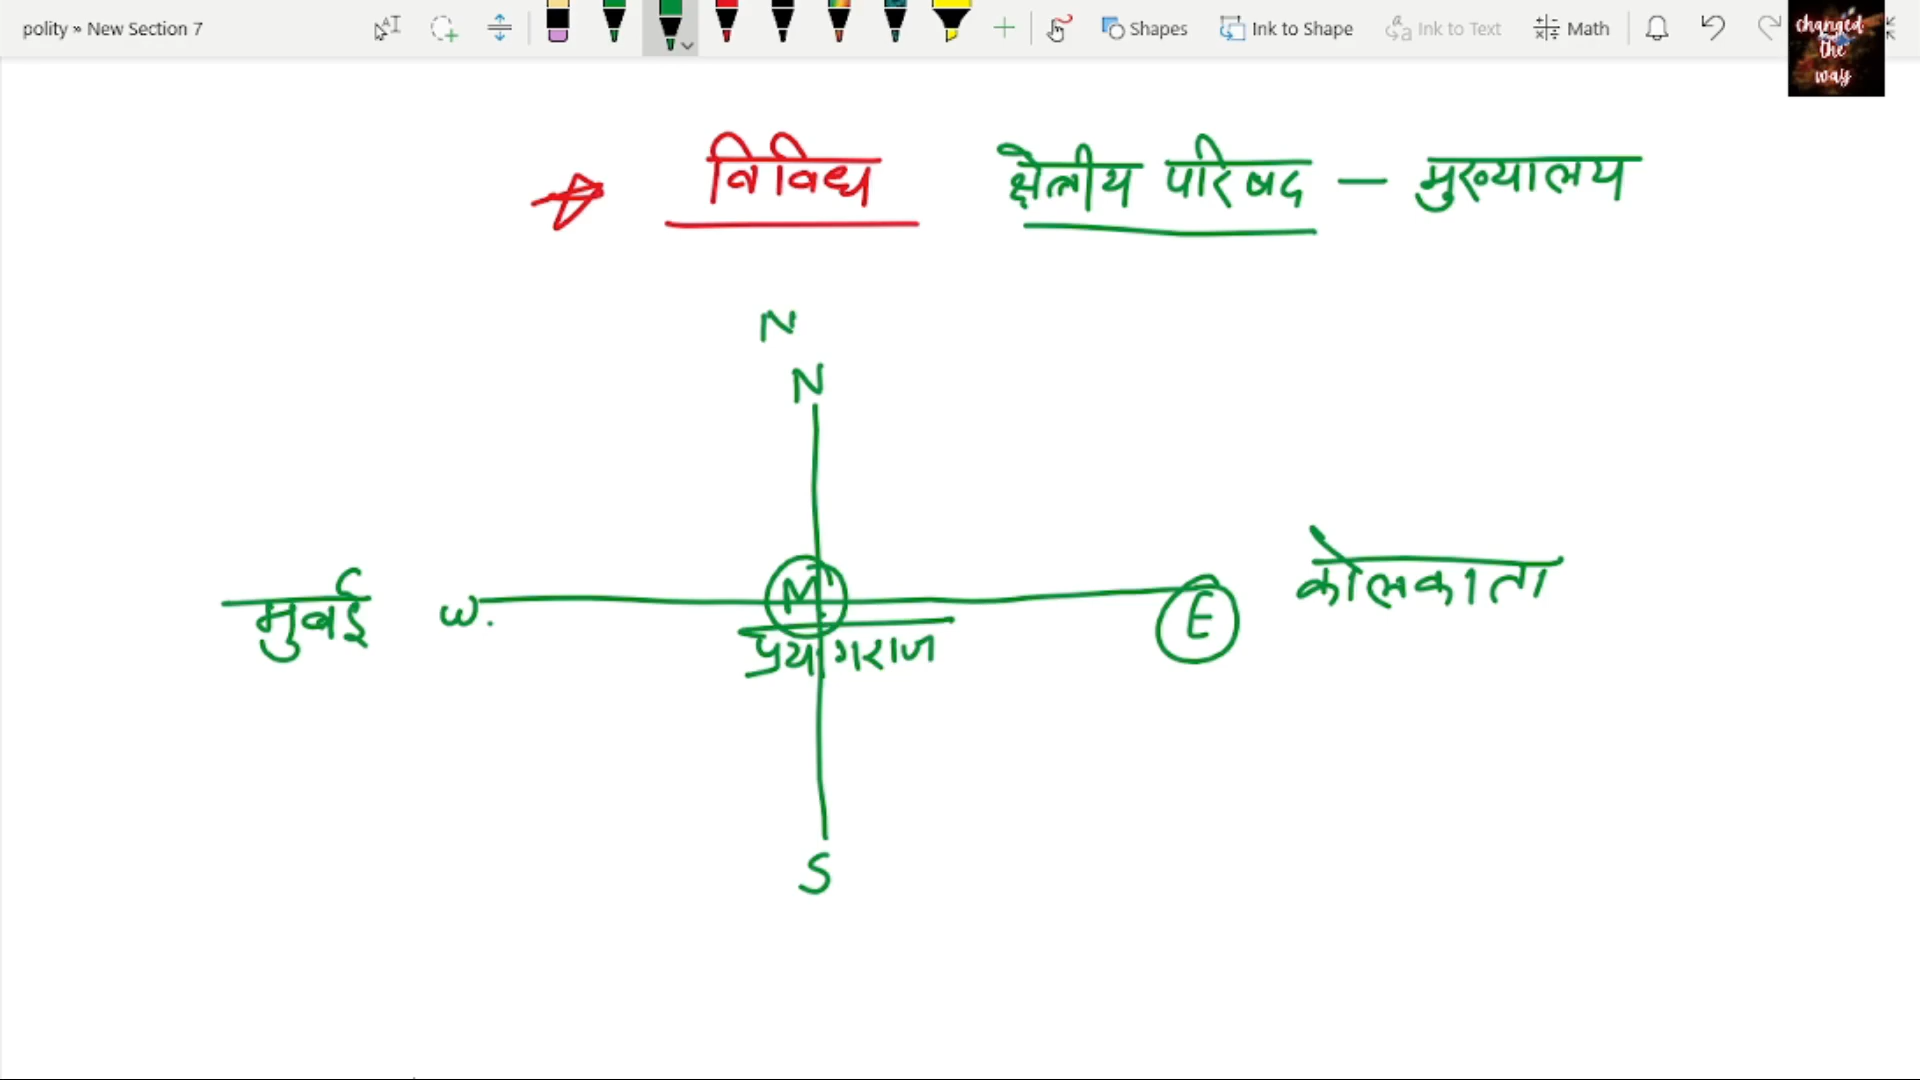 polity » New Section 7
Shapes Ink to Shape Ink to Text Math
changed
the
way
विविध क्षेत्रीय परिषद — मुख्यालय
N
N
मुबई W. M E कोलकाता
प्रयागराज
S